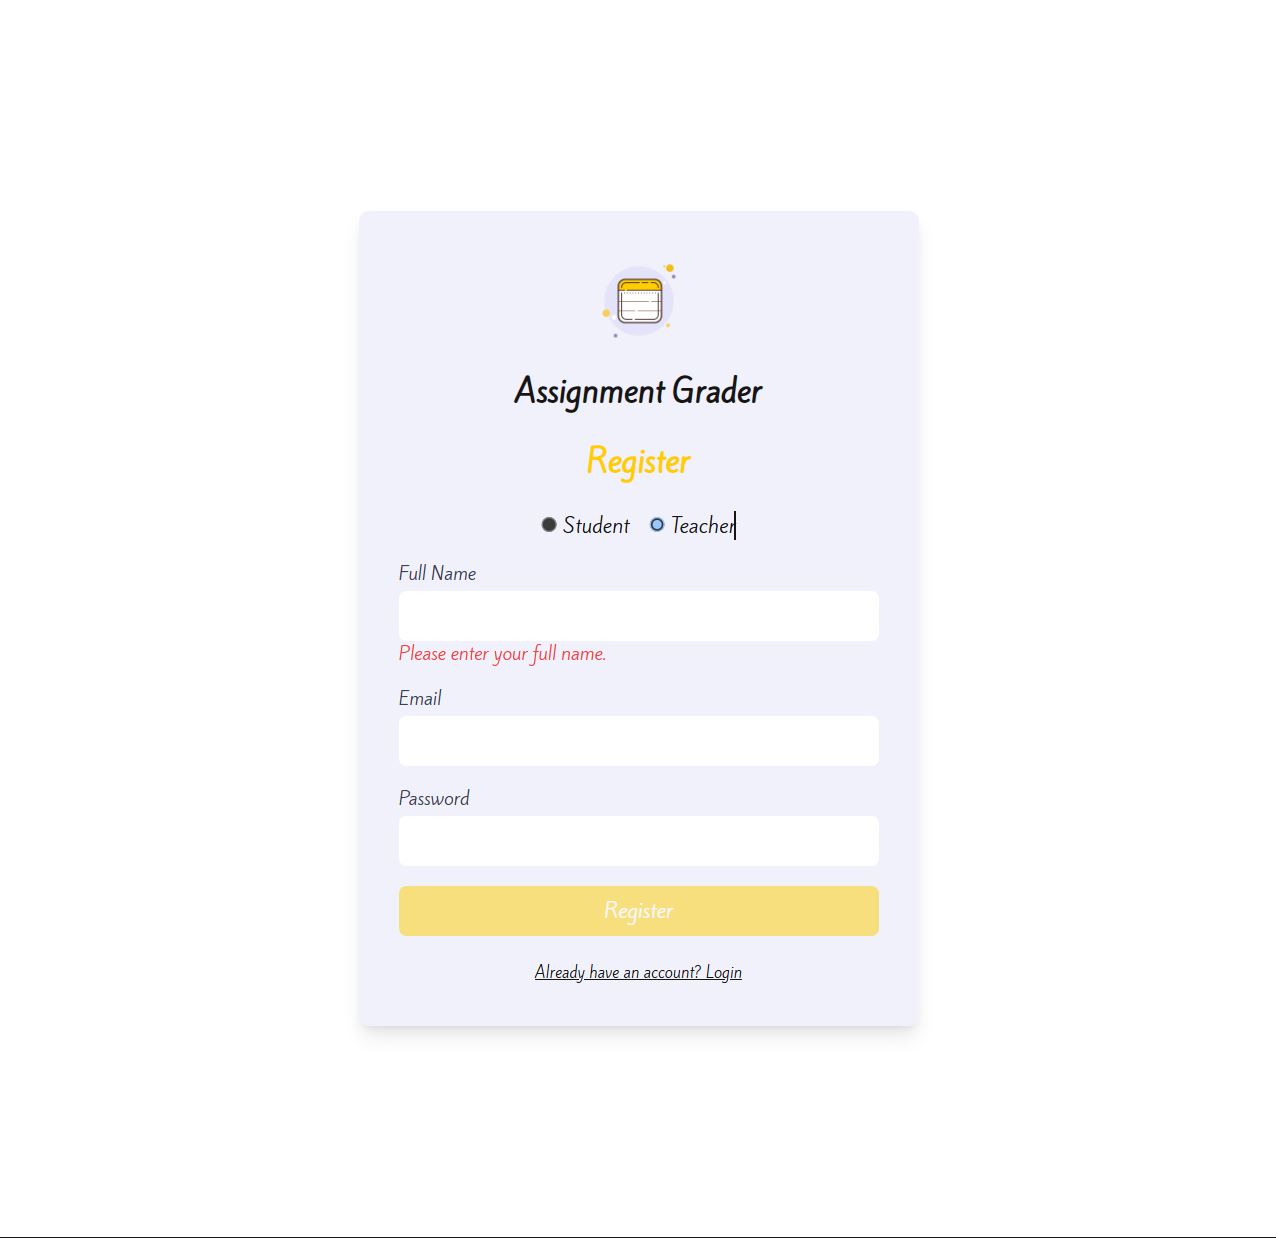 Assignment Grader
Register
Student Teacher
Full Name
Please enter your full name.
Email
Password
Register
Already have an account? Login